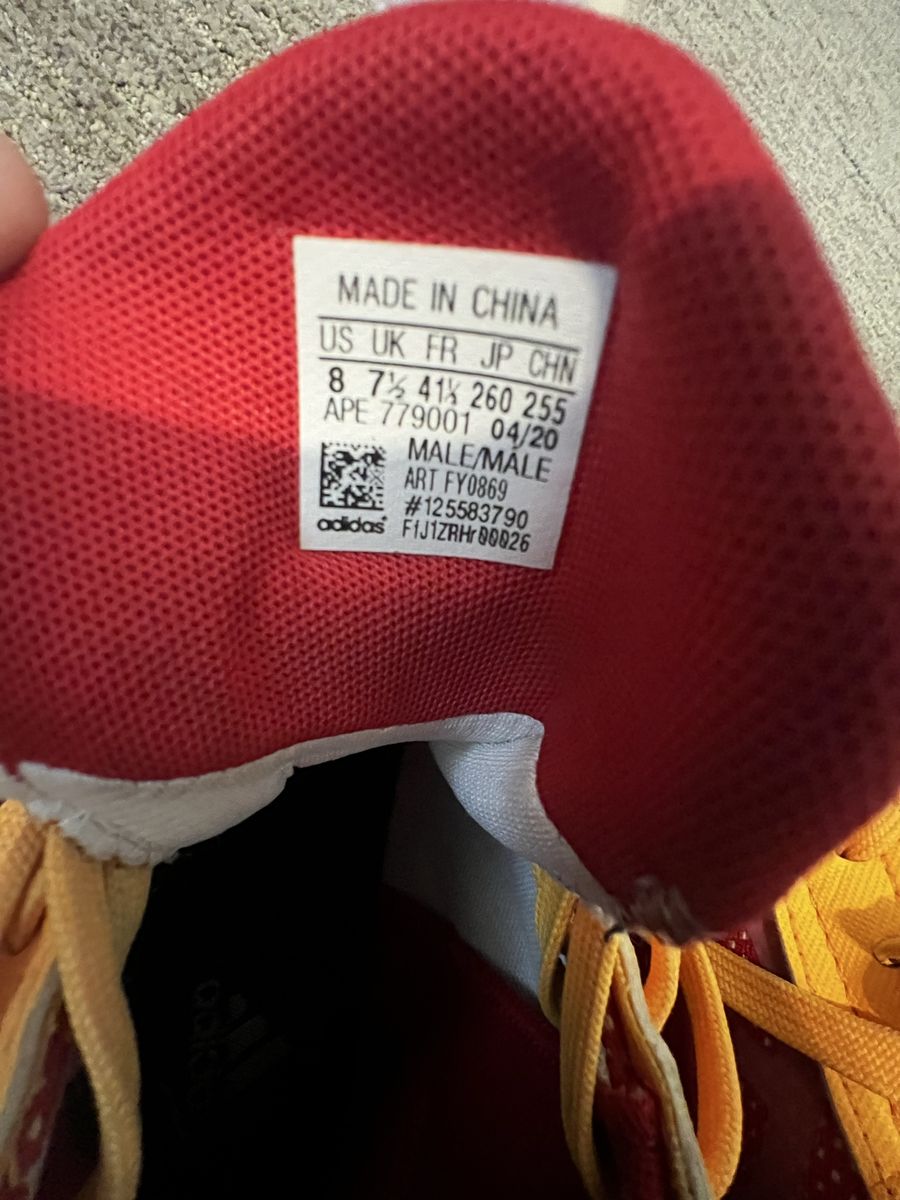 MADE IN CHINA
US UK FR JP CHN
8 7½ 41⅓ 260 255
APE 779001 04/20
MALE/MALE
ART FY0869
#125583790
adidas
adidas